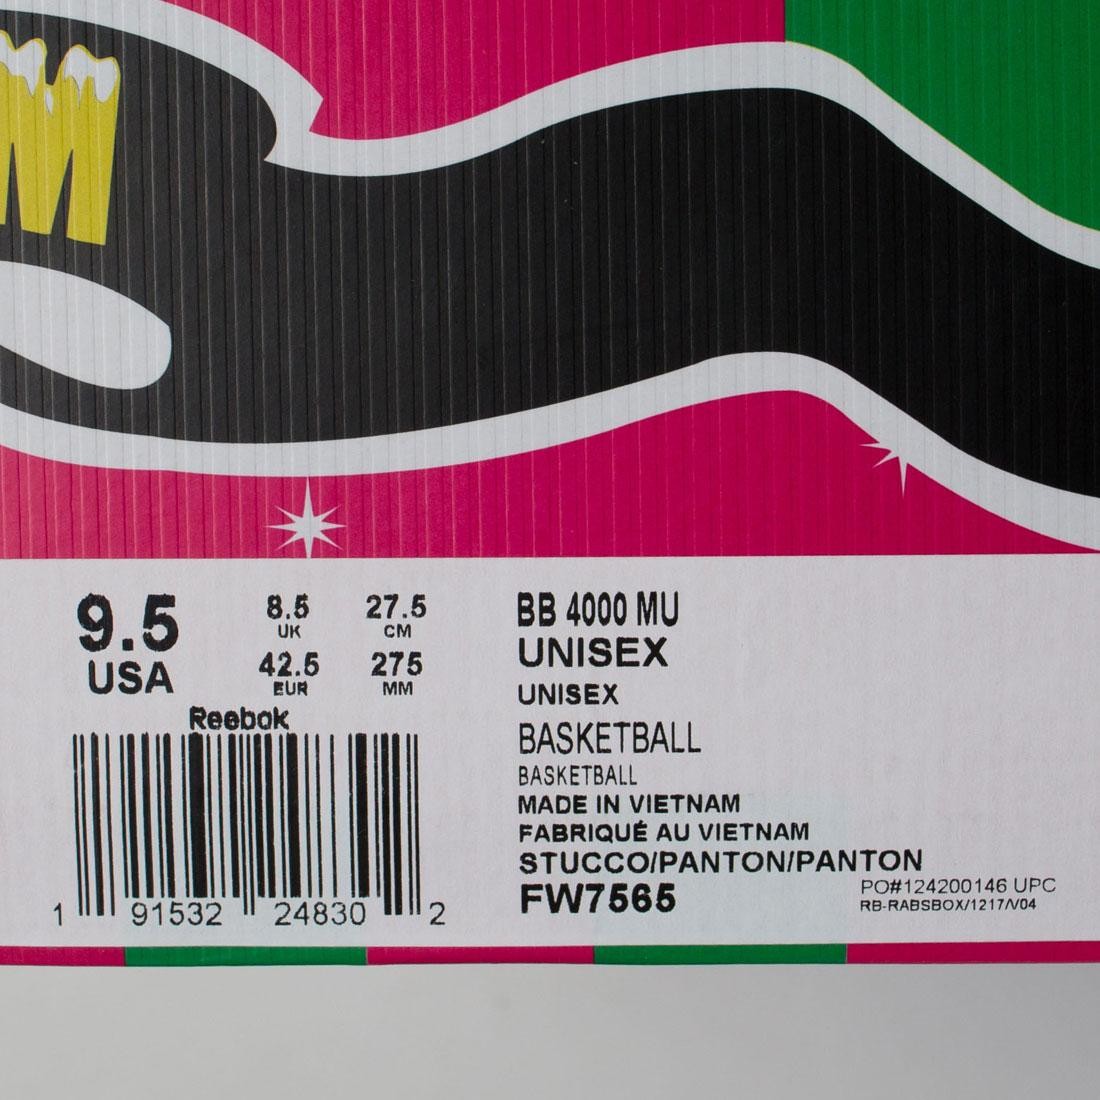 M
9.5
USA
8.5
UK
27.5
CM
42.5
EUR
275
MM
Reebok
1 91532 24830 2
BB 4000 MU
UNISEX
UNISEX
BASKETBALL
BASKETBALL
MADE IN VIETNAM
FABRIQUÉ AU VIETNAM
STUCCO/PANTON/PANTON
FW7565
PO#124200146 UPC
RB-RABSBOX/1217/V04